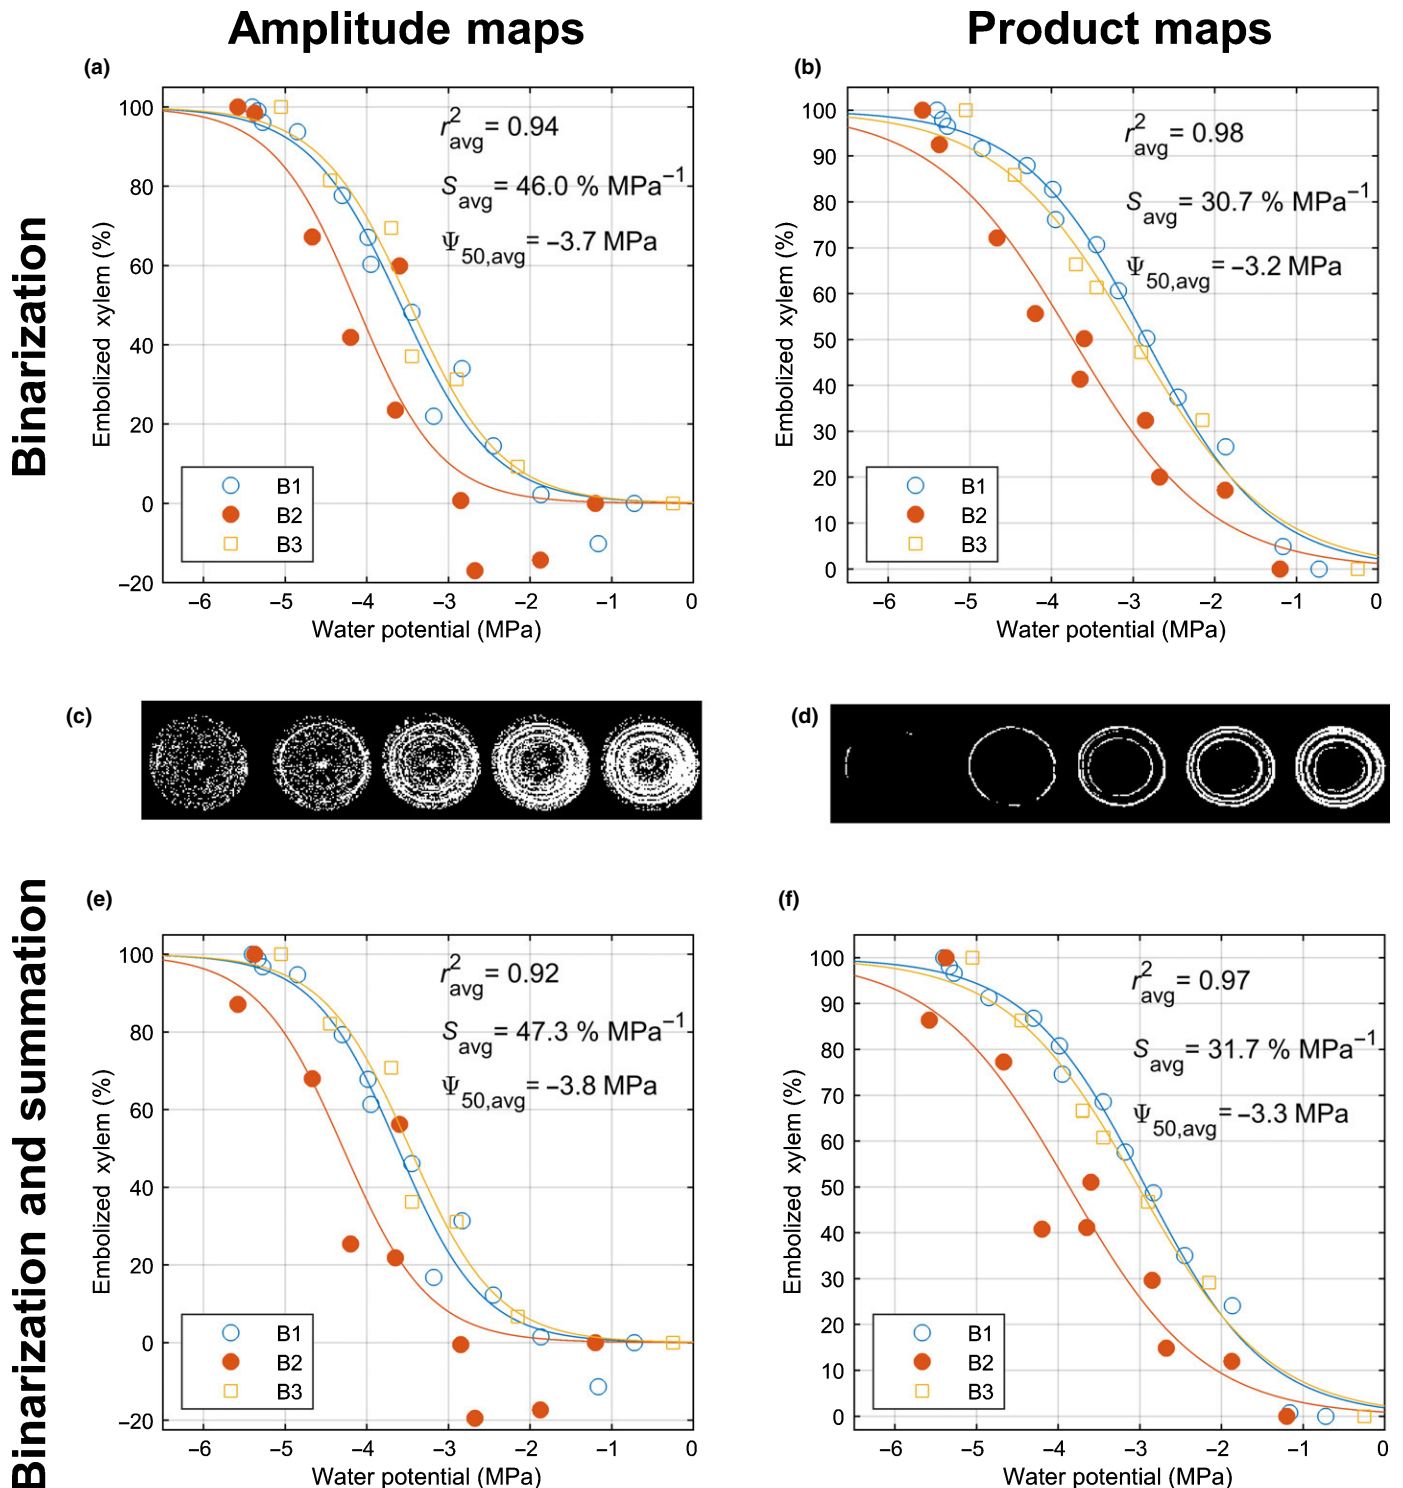 Amplitude maps
Product maps
Binarization
(a)
r²avg = 0.94
Savg = 46.0 % MPa⁻¹
Ψ50,avg = –3.7 MPa
Embolized xylem (%)
100
80
60
40
20
0
–20
B1
B2
B3
–6 –5 –4 –3 –2 –1 0
Water potential (MPa)
(b)
r²avg = 0.98
Savg = 30.7 % MPa⁻¹
Ψ50,avg = –3.2 MPa
Embolized xylem (%)
100
90
80
70
60
50
40
30
20
10
0
B1
B2
B3
–6 –5 –4 –3 –2 –1 0
Water potential (MPa)
(c)
(d)
Binarization and summation
(e)
r²avg = 0.92
Savg = 47.3 % MPa⁻¹
Ψ50,avg = –3.8 MPa
Embolized xylem (%)
100
80
60
40
20
0
–20
B1
B2
B3
–6 –5 –4 –3 –2 –1 0
Water potential (MPa)
(f)
r²avg = 0.97
Savg = 31.7 % MPa⁻¹
Ψ50,avg = –3.3 MPa
Embolized xylem (%)
100
90
80
70
60
50
40
30
20
10
0
B1
B2
B3
–6 –5 –4 –3 –2 –1 0
Water potential (MPa)